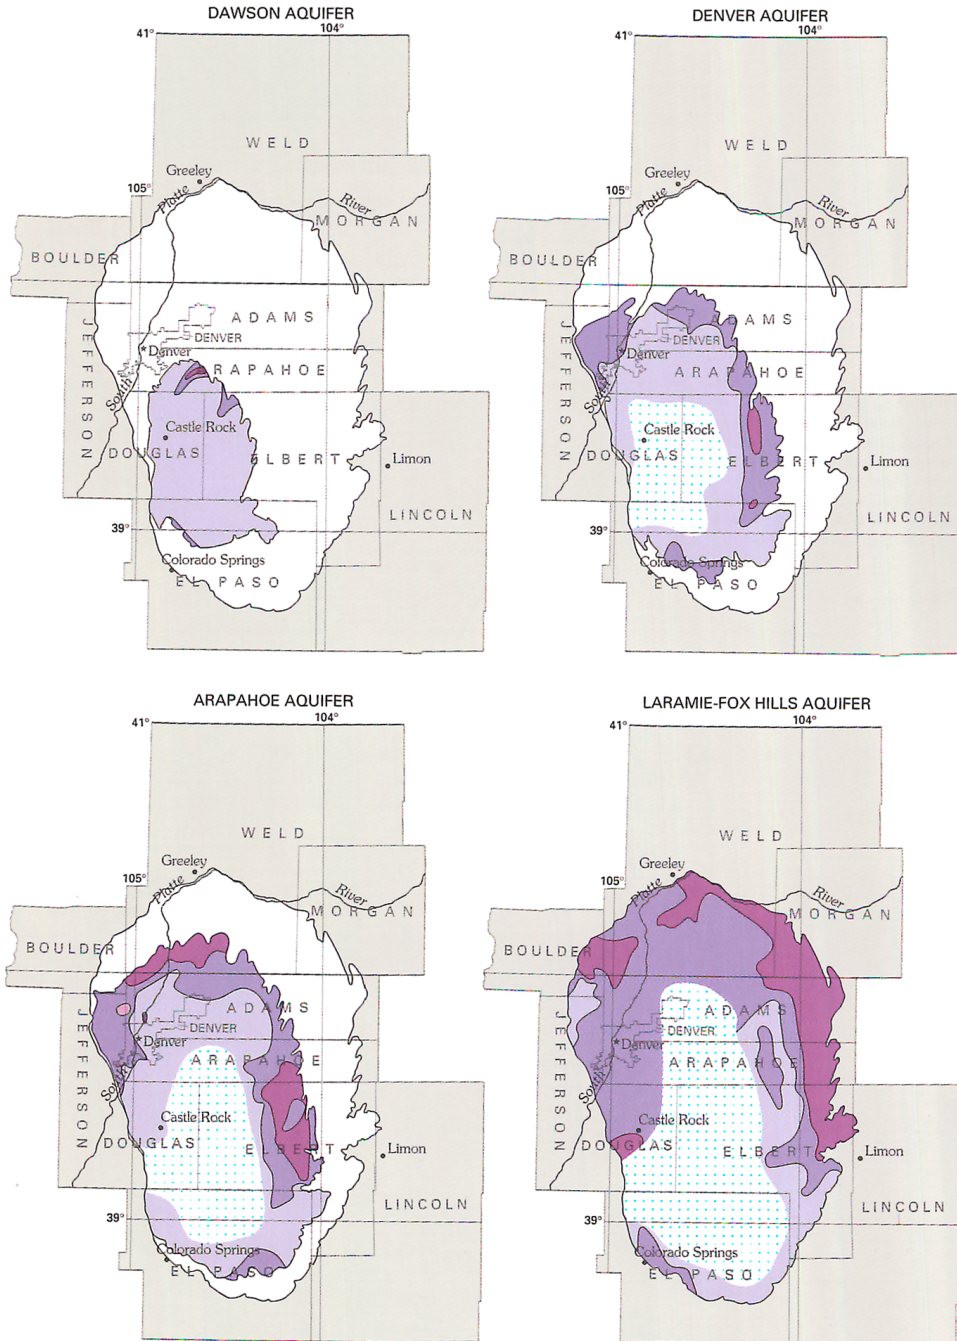 DAWSON AQUIFER
41°
104°
WELD
Greeley
105°
Platte
River
MORGAN
BOULDER
JEFFERSON
ADAMS
DENVER
Denver
ARAPAHOE
South
Castle Rock
DOUGLAS
ELBERT
Limon
LINCOLN
39°
Colorado Springs
EL PASO
DENVER AQUIFER
41°
104°
WELD
Greeley
105°
Platte
River
MORGAN
BOULDER
JEFFERSON
ADAMS
DENVER
Denver
ARAPAHOE
South
Castle Rock
DOUGLAS
ELBERT
Limon
LINCOLN
39°
Colorado Springs
EL PASO
ARAPAHOE AQUIFER
41°
104°
WELD
Greeley
105°
Platte
River
MORGAN
BOULDER
JEFFERSON
ADAMS
DENVER
Denver
ARAPAHOE
South
Castle Rock
DOUGLAS
ELBERT
Limon
LINCOLN
39°
Colorado Springs
EL PASO
LARAMIE-FOX HILLS AQUIFER
41°
104°
WELD
Greeley
105°
Platte
River
MORGAN
BOULDER
JEFFERSON
ADAMS
DENVER
Denver
ARAPAHOE
South
Castle Rock
DOUGLAS
ELBERT
Limon
LINCOLN
39°
Colorado Springs
EL PASO